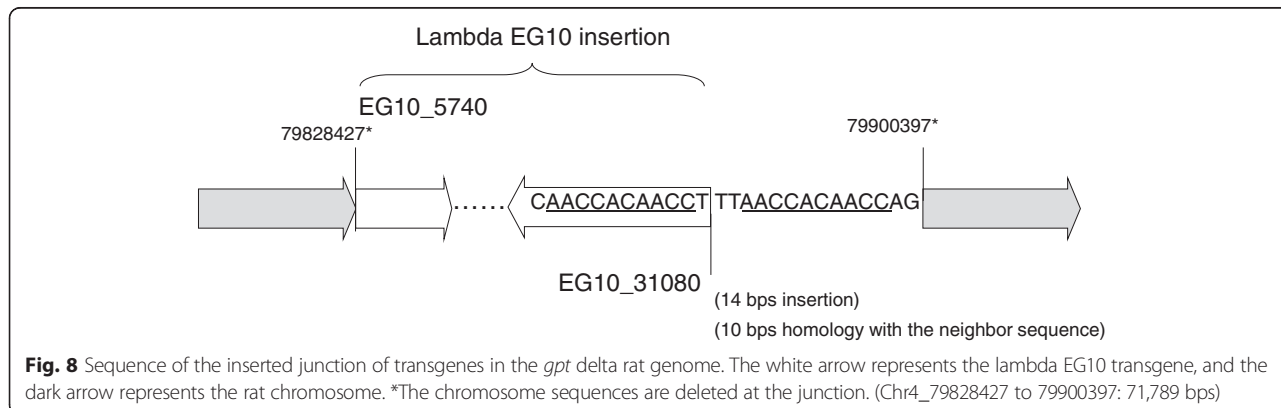 Lambda EG10 insertion
EG10_5740
79828427*
79900397*
CAACCACAACCT TTAACCACAACCAG
EG10_31080
(14 bps insertion)
(10 bps homology with the neighbor sequence)
Fig. 8 Sequence of the inserted junction of transgenes in the gpt delta rat genome. The white arrow represents the lambda EG10 transgene, and the
dark arrow represents the rat chromosome. *The chromosome sequences are deleted at the junction. (Chr4_79828427 to 79900397: 71,789 bps)